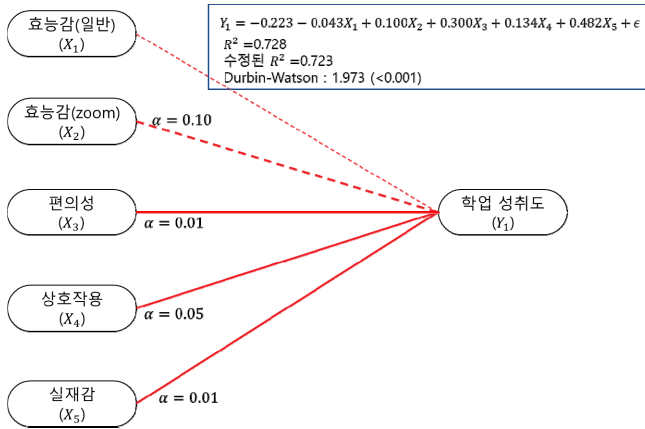 효능감(일반)
(X₁)
Y₁ = −0.223 − 0.043X₁ + 0.100X₂ + 0.300X₃ + 0.134X₄ + 0.482X₅ + ϵ
R² =0.728
수정된 R² =0.723
Durbin-Watson : 1.973 (<0.001)
효능감(zoom)
(X₂)
α = 0.10
편의성
(X₃)
α = 0.01
학업 성취도
(Y₁)
상호작용
(X₄)
α = 0.05
실재감
(X₅)
α = 0.01